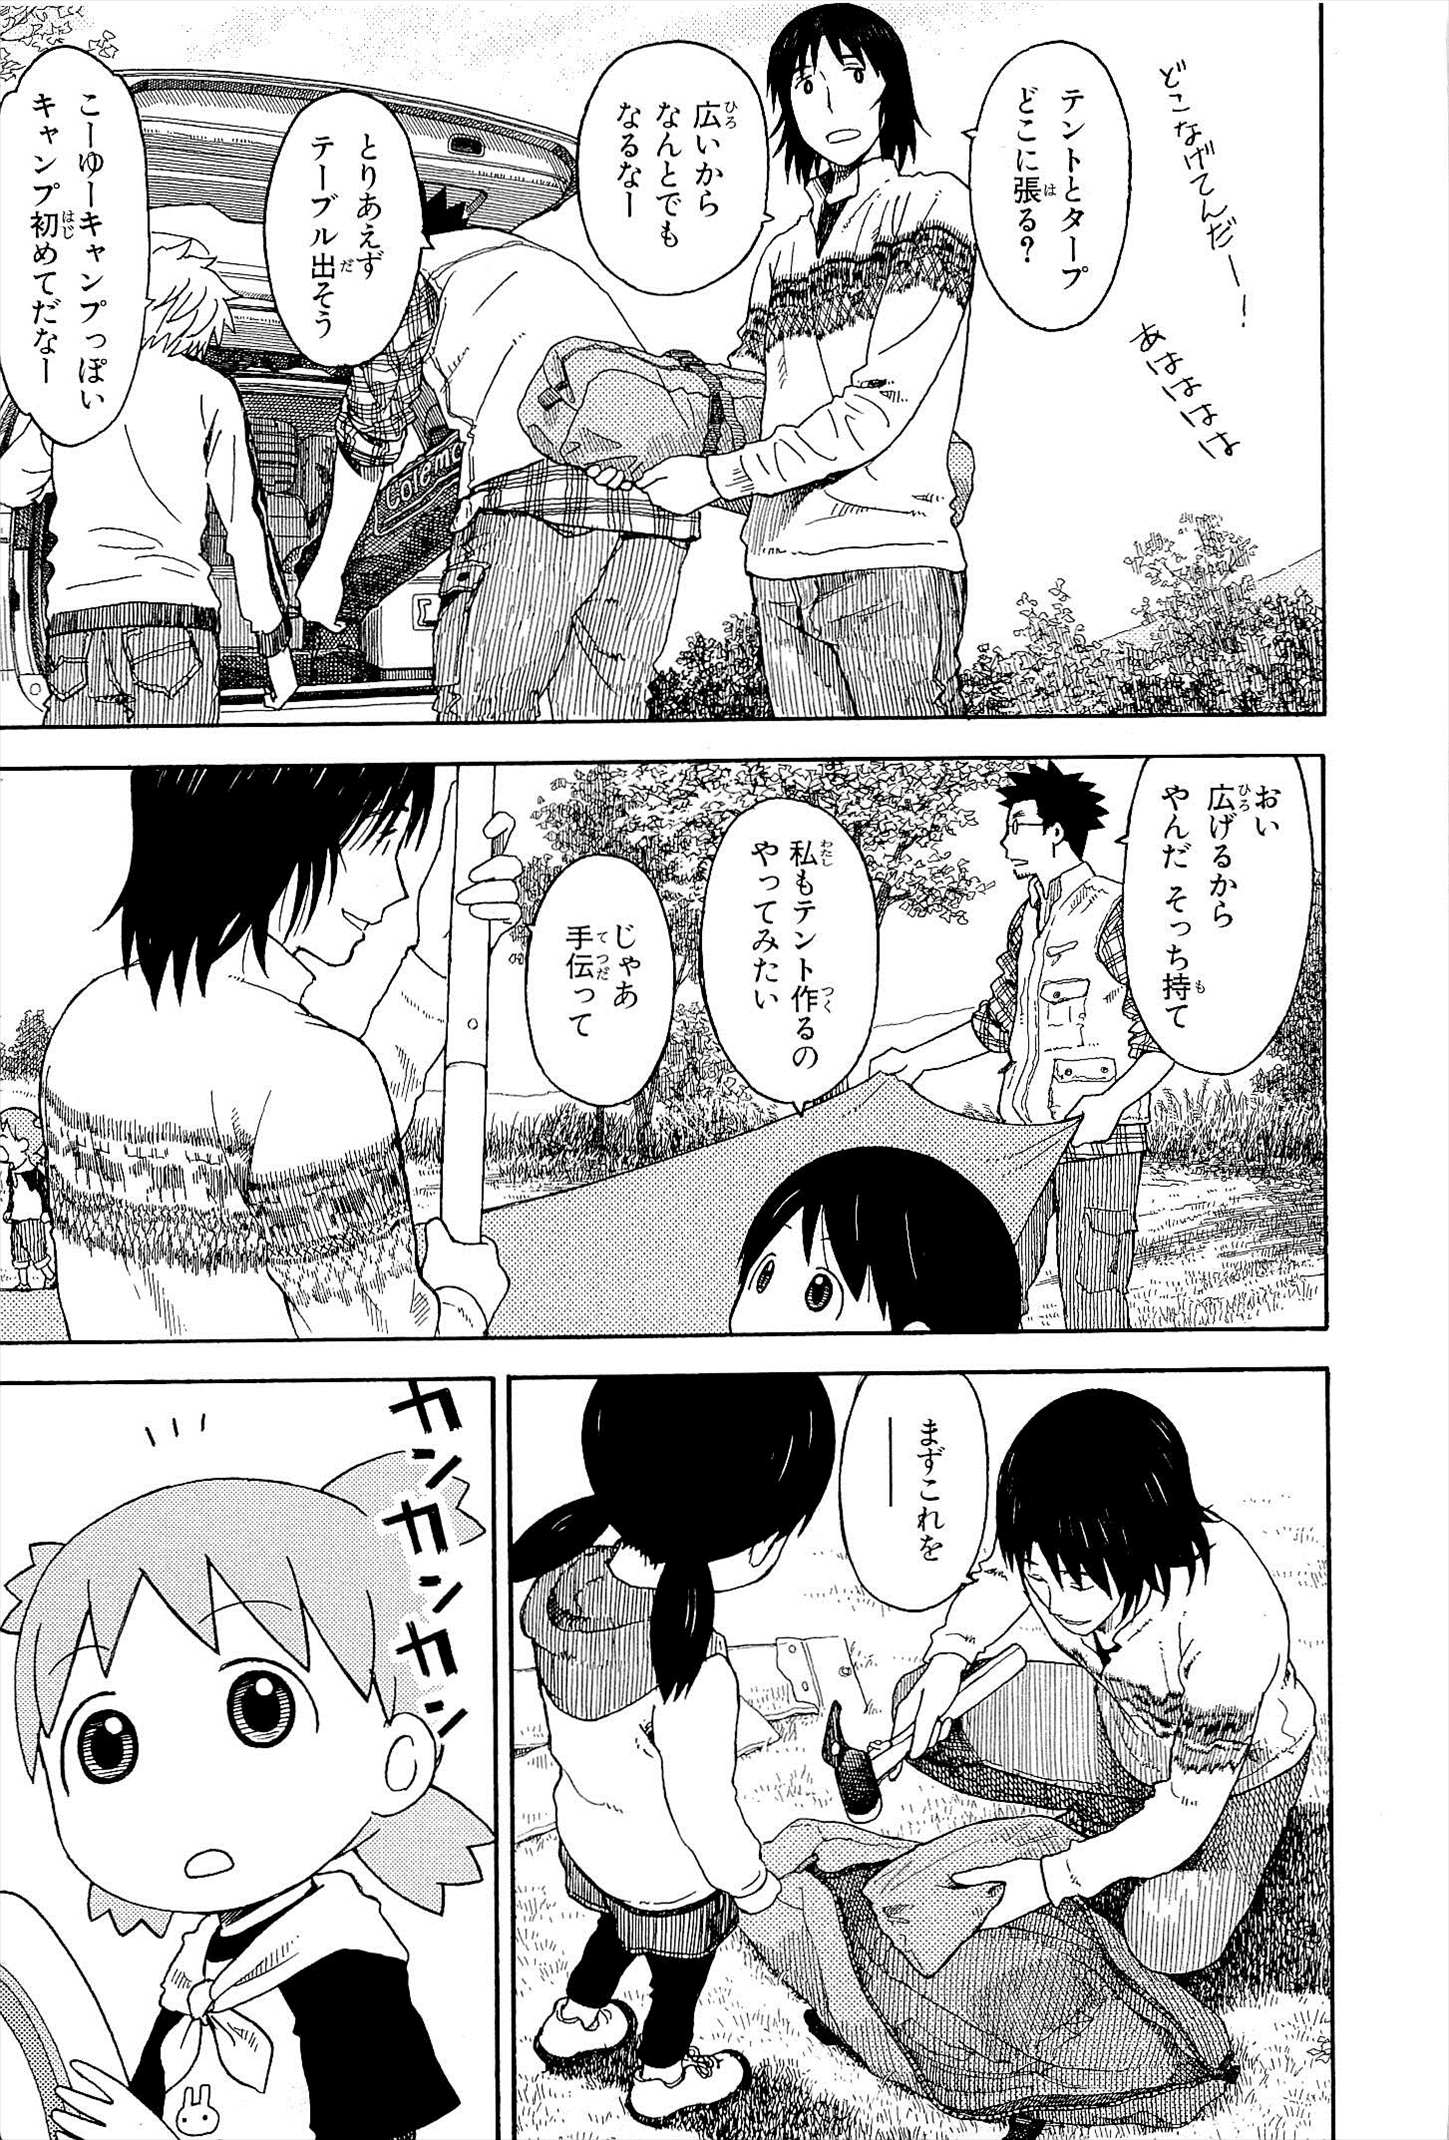 どこなげてんだー！
あはははは
テントとタープ
どこに張る？
広いから
なんとでも
なるなー
とりあえず
テーブル出そう
こーゆーキャンプっぽい
キャンプ初めてだなー
Colema
おい
広げるから
やんだ そっち持て
私もテント作るの
やってみたい
じゃあ
手伝って
まずこれを
――
カンカンカンカン